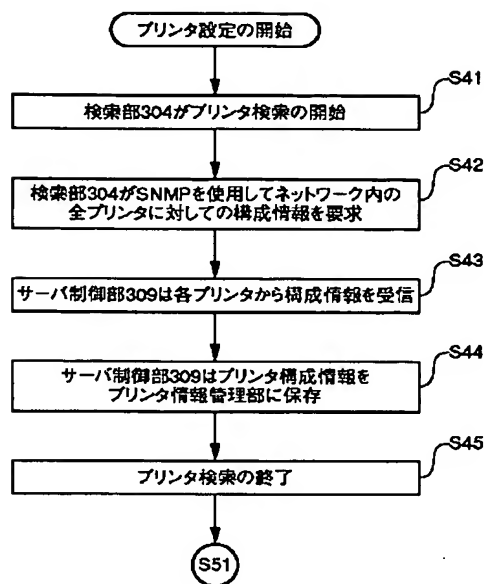 プリンタ設定の開始
S41
検索部304がプリンタ検索の開始
S42
検索部304がSNMPを使用してネットワーク内の
全プリンタに対しての構成情報を要求
S43
サーバ制御部309は各プリンタから構成情報を受信
S44
サーバ制御部309はプリンタ構成情報を
プリンタ情報管理部に保存
S45
プリンタ検索の終了
S51